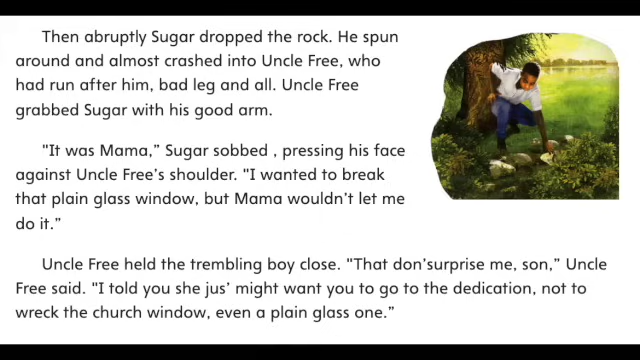 Then abruptly Sugar dropped the rock. He spun
around and almost crashed into Uncle Free, who
had run after him, bad leg and all. Uncle Free
grabbed Sugar with his good arm.
"It was Mama,” Sugar sobbed , pressing his face
against Uncle Free’s shoulder. "I wanted to break
that plain glass window, but Mama wouldn’t let me
do it.”
Uncle Free held the trembling boy close. "That don’surprise me, son,” Uncle
Free said. "I told you she jus’ might want you to go to the dedication, not to
wreck the church window, even a plain glass one.”